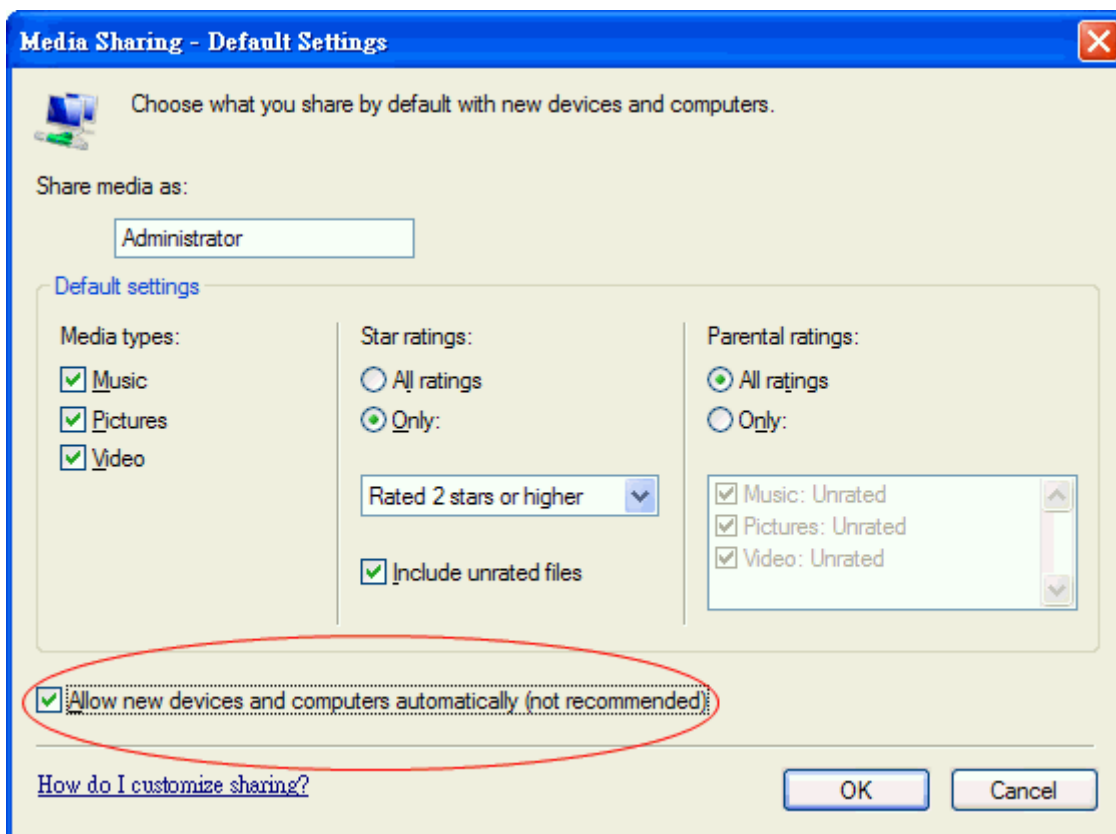 Media Sharing - Default Settings
Choose what you share by default with new devices and computers.
Share media as:
Administrator
Default settings
Media types:
Music
Pictures
Video
Star ratings:
All ratings
Only:
Rated 2 stars or higher
Include unrated files
Parental ratings:
All ratings
Only:
Music: Unrated
Pictures: Unrated
Video: Unrated
Allow new devices and computers automatically (not recommended)
How do I customize sharing?
OK
Cancel